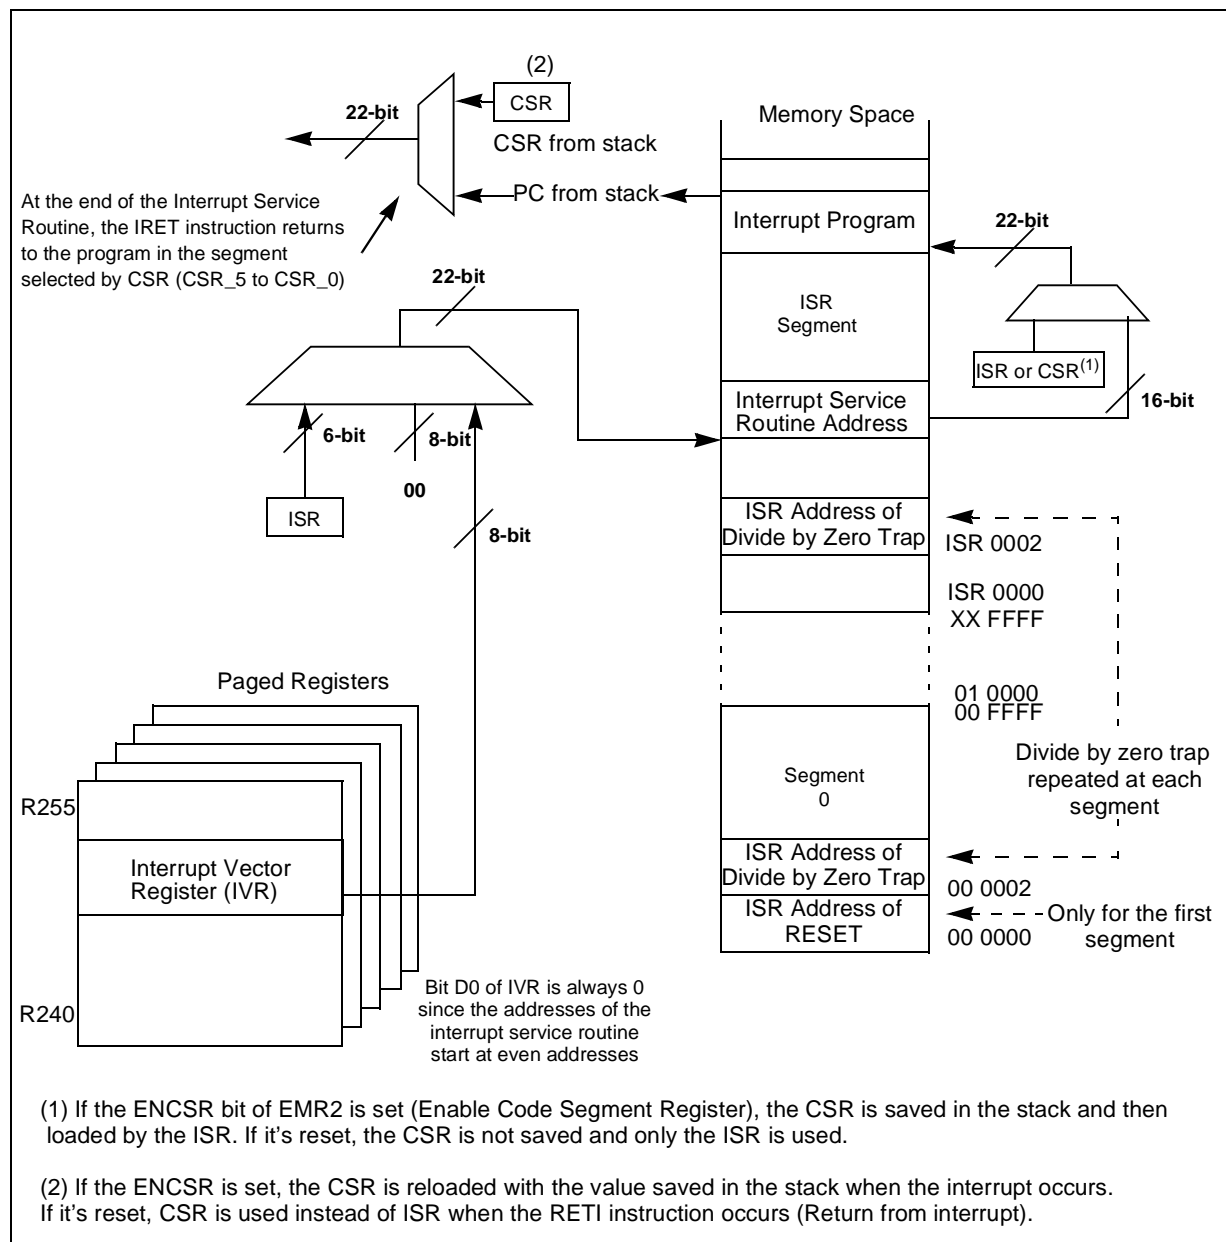 (2)
CSR
22-bit
CSR from stack
PC from stack
Memory Space
At the end of the Interrupt Service
Routine, the IRET instruction returns
to the program in the segment
selected by CSR (CSR_5 to CSR_0)
Interrupt Program
22-bit
22-bit
ISR
Segment
ISR or CSR(1)
16-bit
Interrupt Service
Routine Address
6-bit
8-bit
00
ISR
8-bit
ISR Address of
Divide by Zero Trap
ISR 0002
ISR 0000
XX FFFF
01 0000
00 FFFF
Divide by zero trap
repeated at each
segment
Paged Registers
Segment
0
R255
Interrupt Vector
Register (IVR)
R240
ISR Address of
Divide by Zero Trap
00 0002
ISR Address of
RESET
00 0000
Only for the first
segment
Bit D0 of IVR is always 0
since the addresses of the
interrupt service routine
start at even addresses
(1) If the ENCSR bit of EMR2 is set (Enable Code Segment Register), the CSR is saved in the stack and then
loaded by the ISR. If it's reset, the CSR is not saved and only the ISR is used.
(2) If the ENCSR is set, the CSR is reloaded with the value saved in the stack when the interrupt occurs.
If it's reset, CSR is used instead of ISR when the RETI instruction occurs (Return from interrupt).